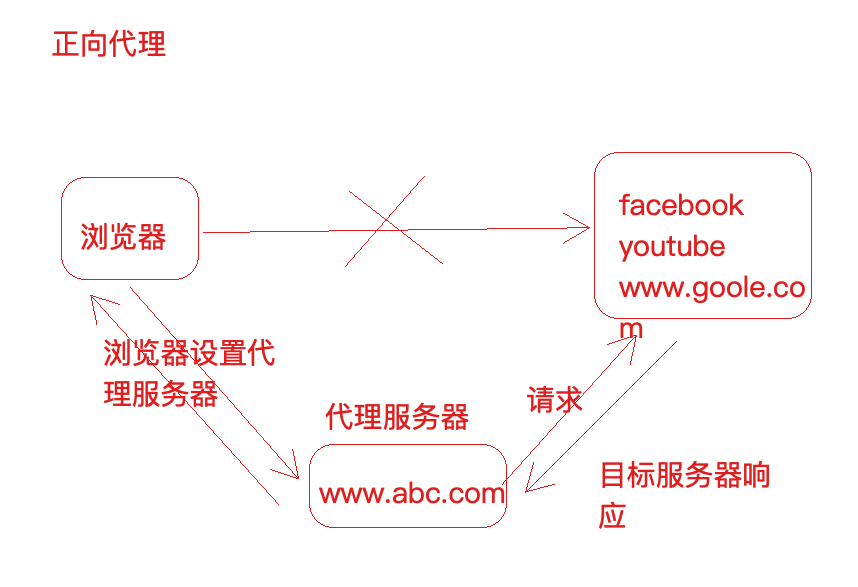 正向代理
浏览器
facebook
youtube
www.goole.co
m
浏览器设置代
理服务器
请求
代理服务器
www.abc.com
目标服务器响
应